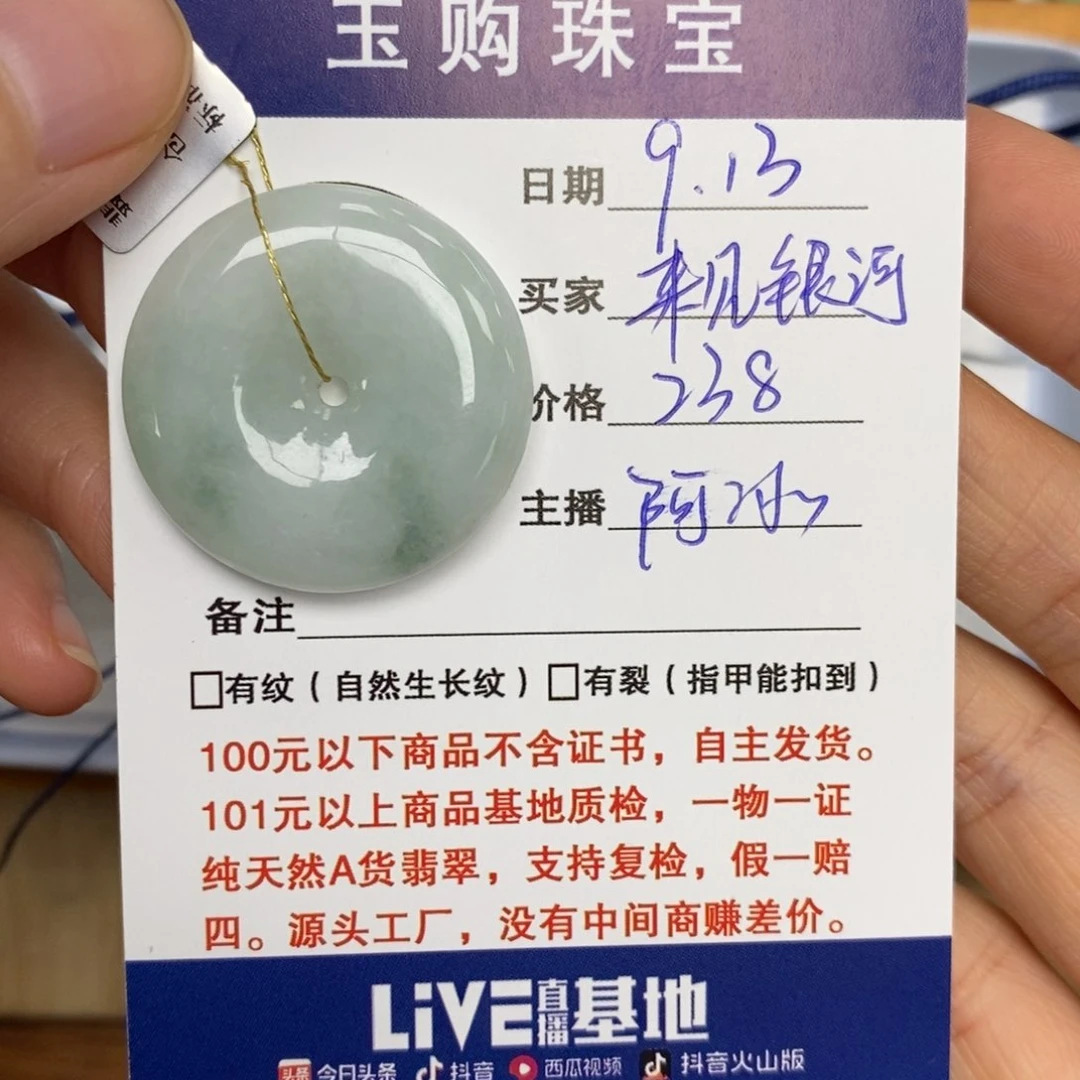 玉购珠宝
日期 9.13
买家 来见银河
价格 238
主播 阿冰
备注
□有纹（自然生长纹）□有裂（指甲能扣到）
100元以下商品不含证书，自主发货。
101元以上商品基地质检，一物一证
纯天然A货翡翠，支持复检，假一赔
四。源头工厂，没有中间商赚差价。
LiVE直播基地
头条 今日头条 抖音 西瓜视频 抖音火山版